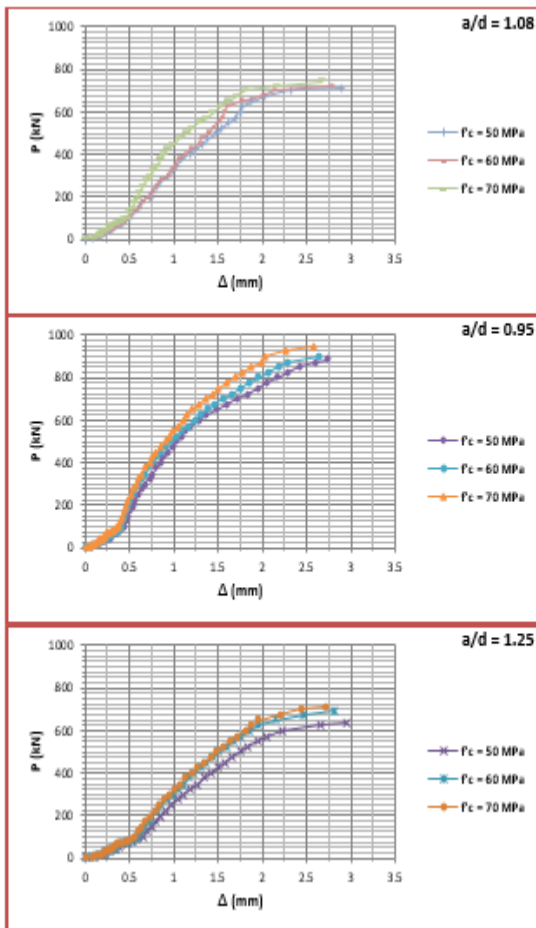 a/d = 1.08
1000
800
600
400
200
0
P (kN)
0 0.5 1 1.5 2 2.5 3 3.5
Δ (mm)
f'c = 50 MPa
f'c = 60 MPa
f'c = 70 MPa
a/d = 0.95
1000
800
600
400
200
0
P (kN)
0 0.5 1 1.5 2 2.5 3 3.5
Δ (mm)
f'c = 50 MPa
f'c = 60 MPa
f'c = 70 MPa
a/d = 1.25
1000
800
600
400
200
0
P (kN)
0 0.5 1 1.5 2 2.5 3 3.5
Δ (mm)
f'c = 50 MPa
f'c = 60 MPa
f'c = 70 MPa